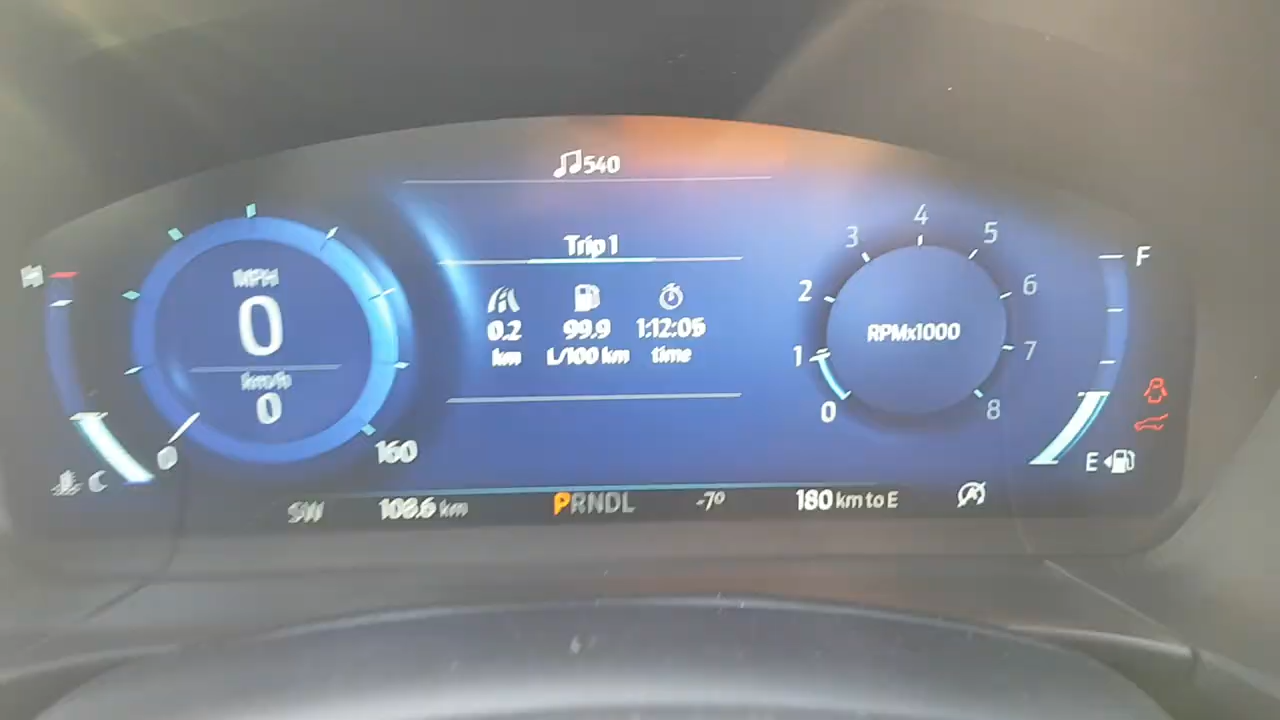 540
Trip 1
0.2 99.9 1:12:05
km L/100 km time
MPH
0
km/h
0
0
160
H
C
0
1
2
3
4
5
6
7
8
RPMx1000
F
E
SW 108.6 km PRNDL -7° 180 km to E